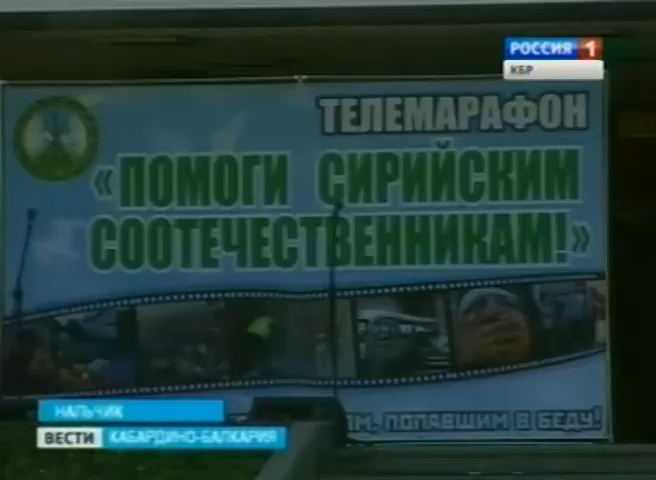 РОССИЯ 1
КБР
ТЕЛЕМАРАФОН
«ПОМОГИ СИРИЙСКИМ
СООТЕЧЕСТВЕННИКАМ!»
ПОПАВШИМ В БЕДУ!
НАЛЬЧИК
ВЕСТИ КАБАРДИНО-БАЛКАРИЯ